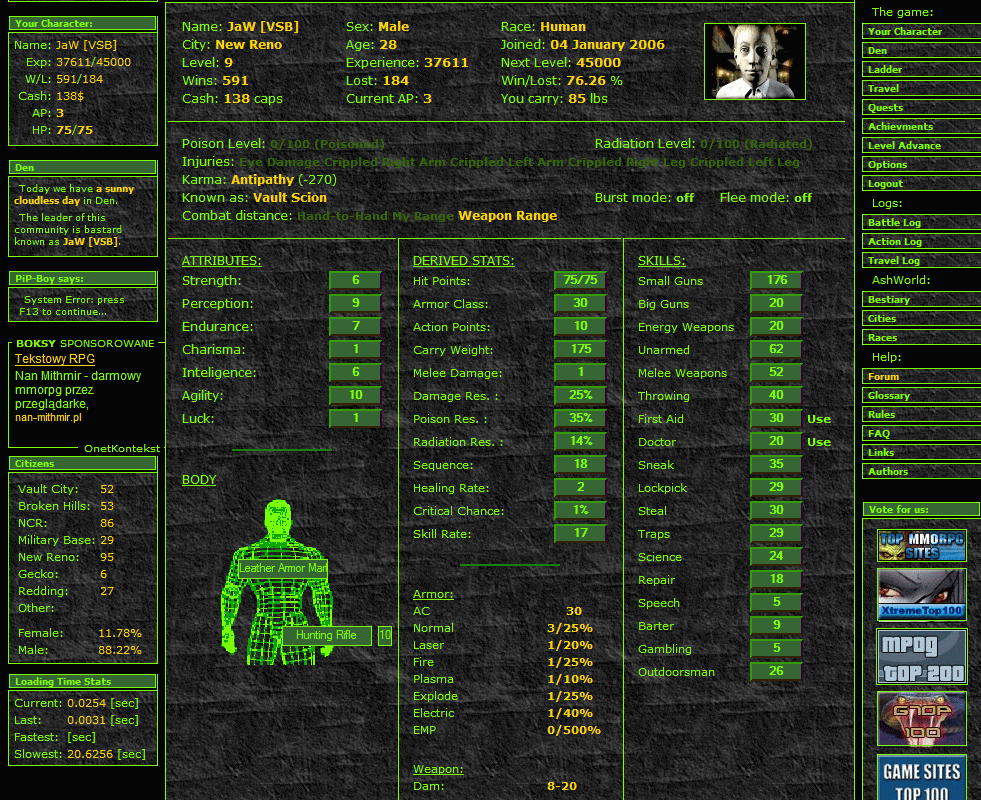 Your Character:
Name: JaW [VSB]
Exp: 37611/45000
W/L: 591/184
Cash: 138$
AP: 3
HP: 75/75
Den
Today we have a sunny
cloudless day in Den.
The leader of this
community is bastard
known as JaW [VSB].
PiP-Boy says:
System Error: press
F13 to continue...
BOKSY SPONSOROWANE
Tekstowy RPG
Nan Mithmir - darmowy
mmorpg przez
przeglądarke,
nan-mithmir.pl
OnetKontekst
Citizens
Vault City: 52
Broken Hills: 53
NCR: 86
Military Base: 29
New Reno: 95
Gecko: 6
Redding: 27
Other:
Female: 11.78%
Male: 88.22%
Loading Time Stats
Current: 0.0254 [sec]
Last: 0.0031 [sec]
Fastest: [sec]
Slowest: 20.6256 [sec]
Name: JaW [VSB] Sex: Male Race: Human
City: New Reno Age: 28 Joined: 04 January 2006
Level: 9 Experience: 37611 Next Level: 45000
Wins: 591 Lost: 184 Win/Lost: 76.26 %
Cash: 138 caps Current AP: 3 You carry: 85 lbs
Poison Level: 0/100 (Poisoned) Radiation Level: 0/100 (Radiated)
Injuries: Eye Damage Crippled Right Arm Crippled Left Arm Crippled Right Leg Crippled Left Leg
Karma: Antipathy (-270)
Known as: Vault Scion Burst mode: off Flee mode: off
Combat distance: Hand-to-Hand My Range Weapon Range
ATTRIBUTES:
Strength: 6
Perception: 9
Endurance: 7
Charisma: 1
Inteligence: 6
Agility: 10
Luck: 1
BODY
Leather Armor Mar
Hunting Rifle 10
DERIVED STATS:
Hit Points: 75/75
Armor Class: 30
Action Points: 10
Carry Weight: 175
Melee Damage: 1
Damage Res. : 25%
Poison Res. : 35%
Radiation Res. : 14%
Sequence: 18
Healing Rate: 2
Critical Chance: 1%
Skill Rate: 17
Armor:
AC 30
Normal 3/25%
Laser 1/20%
Fire 1/25%
Plasma 1/10%
Explode 1/25%
Electric 1/40%
EMP 0/500%
Weapon:
Dam: 8-20
SKILLS:
Small Guns 176
Big Guns 20
Energy Weapons 20
Unarmed 62
Melee Weapons 52
Throwing 40
First Aid 30 Use
Doctor 20 Use
Sneak 35
Lockpick 29
Steal 30
Traps 29
Science 24
Repair 18
Speech 5
Barter 9
Gambling 5
Outdoorsman 26
The game:
Your Character
Den
Ladder
Travel
Quests
Achievments
Level Advance
Options
Logout
Logs:
Battle Log
Action Log
Travel Log
AshWorld:
Bestiary
Cities
Races
Help:
Forum
Glossary
Rules
FAQ
Links
Authors
Vote for us:
TOP MMORPG
SITES
XtremeTop100
mpog
TOP 200
GTOP
100
GAME SITES
TOP 100